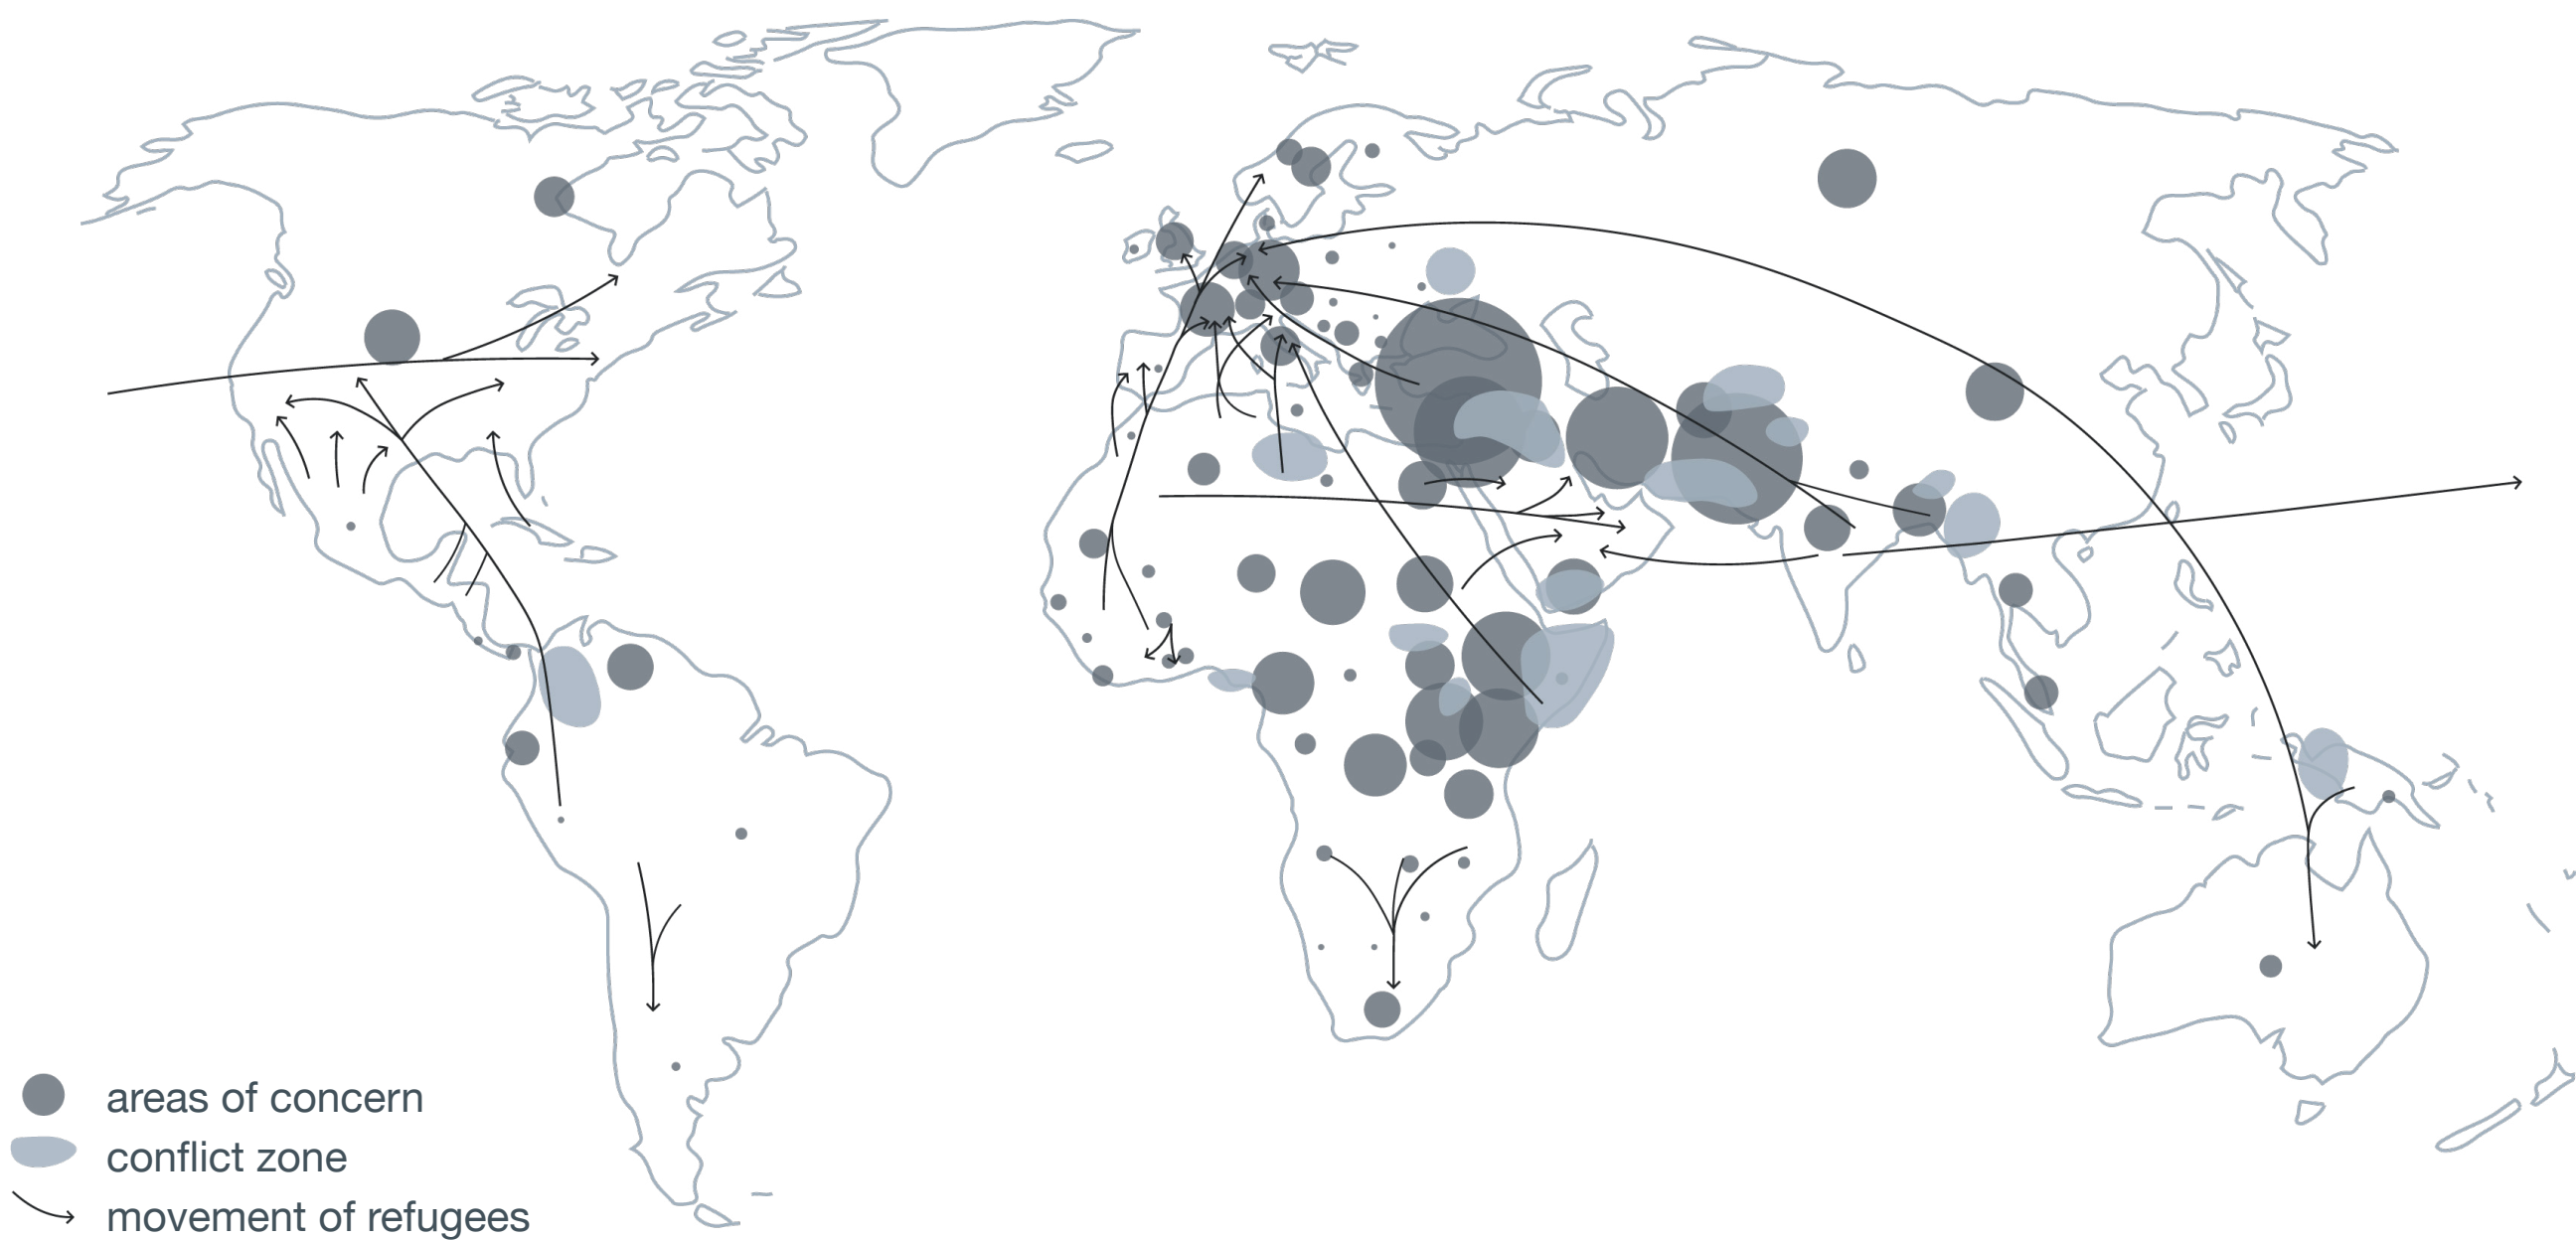 areas of concern
conflict zone
movement of refugees